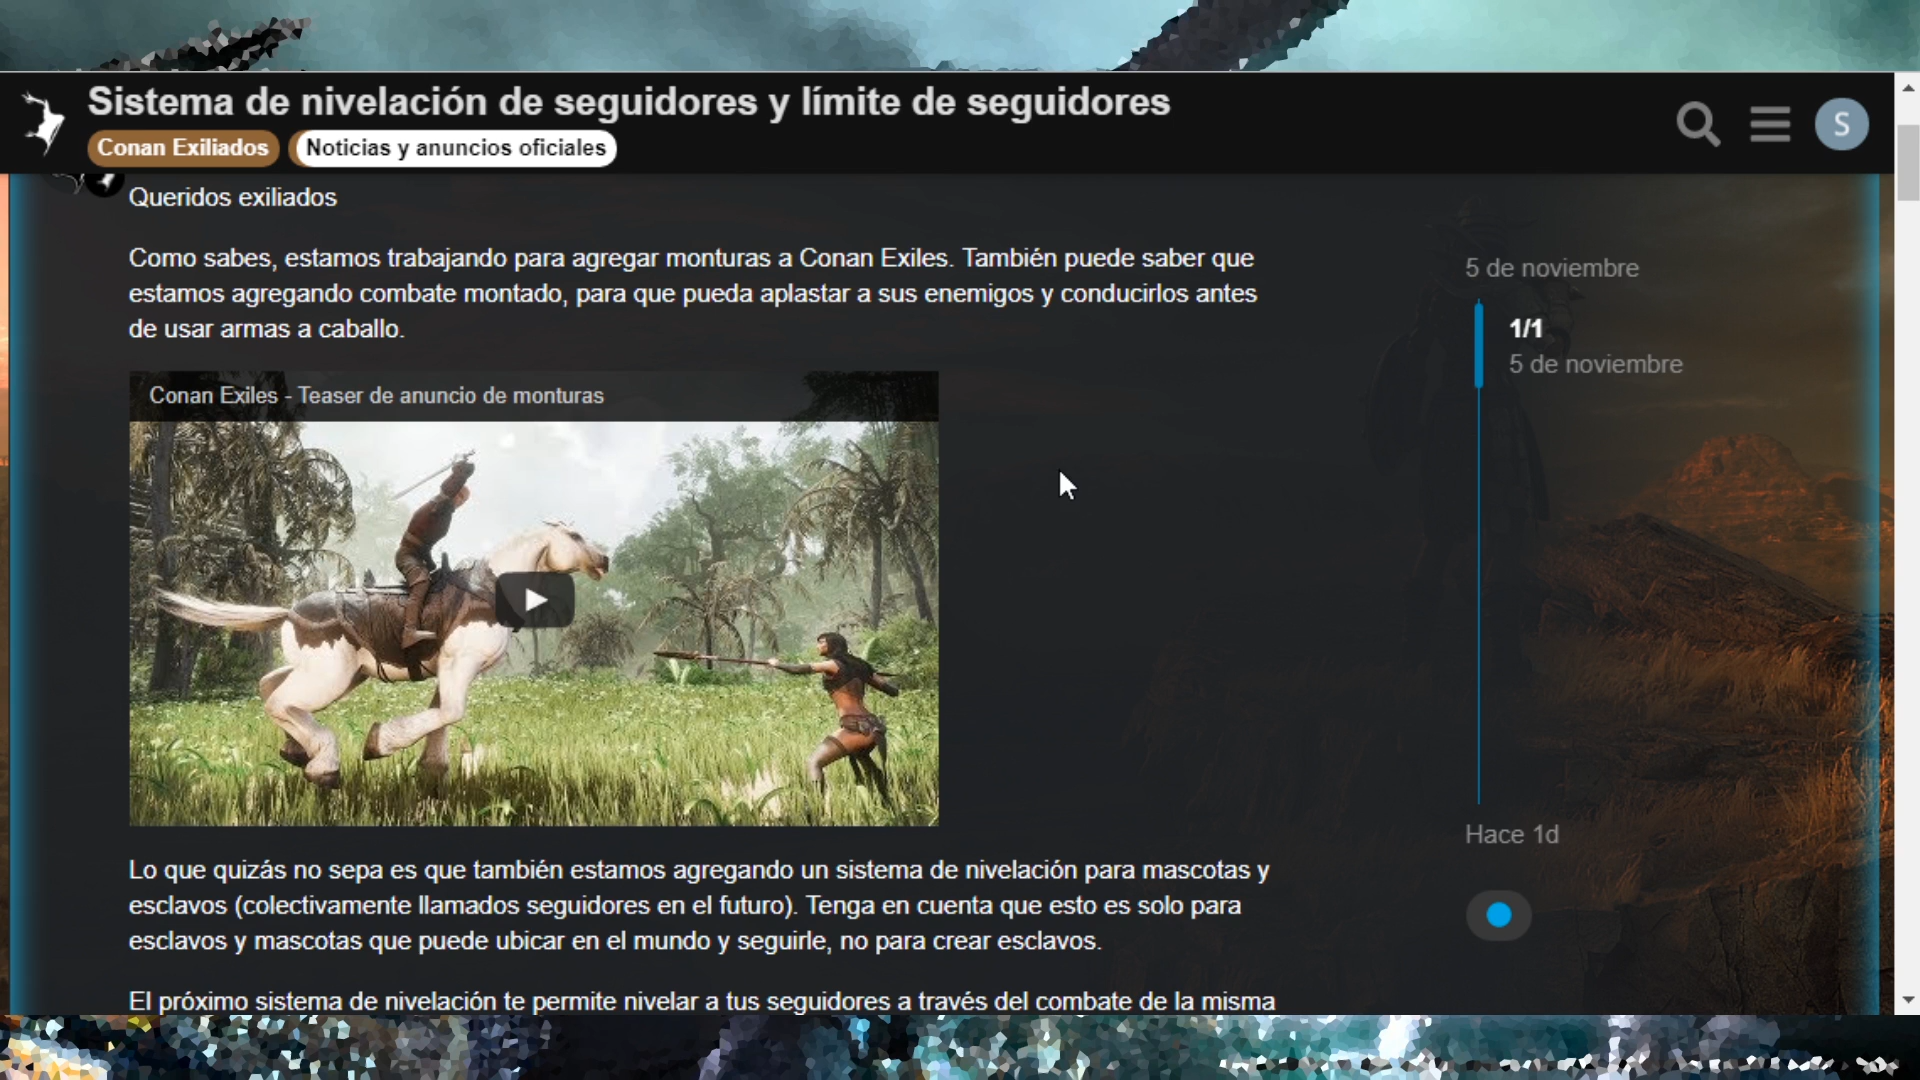 Sistema de nivelación de seguidores y límite de seguidores
Conan Exiliados
Noticias y anuncios oficiales
S
Queridos exiliados
Como sabes, estamos trabajando para agregar monturas a Conan Exiles. También puede saber que
estamos agregando combate montado, para que pueda aplastar a sus enemigos y conducirlos antes
de usar armas a caballo.
Conan Exiles - Teaser de anuncio de monturas
Lo que quizás no sepa es que también estamos agregando un sistema de nivelación para mascotas y
esclavos (colectivamente llamados seguidores en el futuro). Tenga en cuenta que esto es solo para
esclavos y mascotas que puede ubicar en el mundo y seguirle, no para crear esclavos.
El próximo sistema de nivelación te permite nivelar a tus seguidores a través del combate de la misma
5 de noviembre
1/1
5 de noviembre
Hace 1d